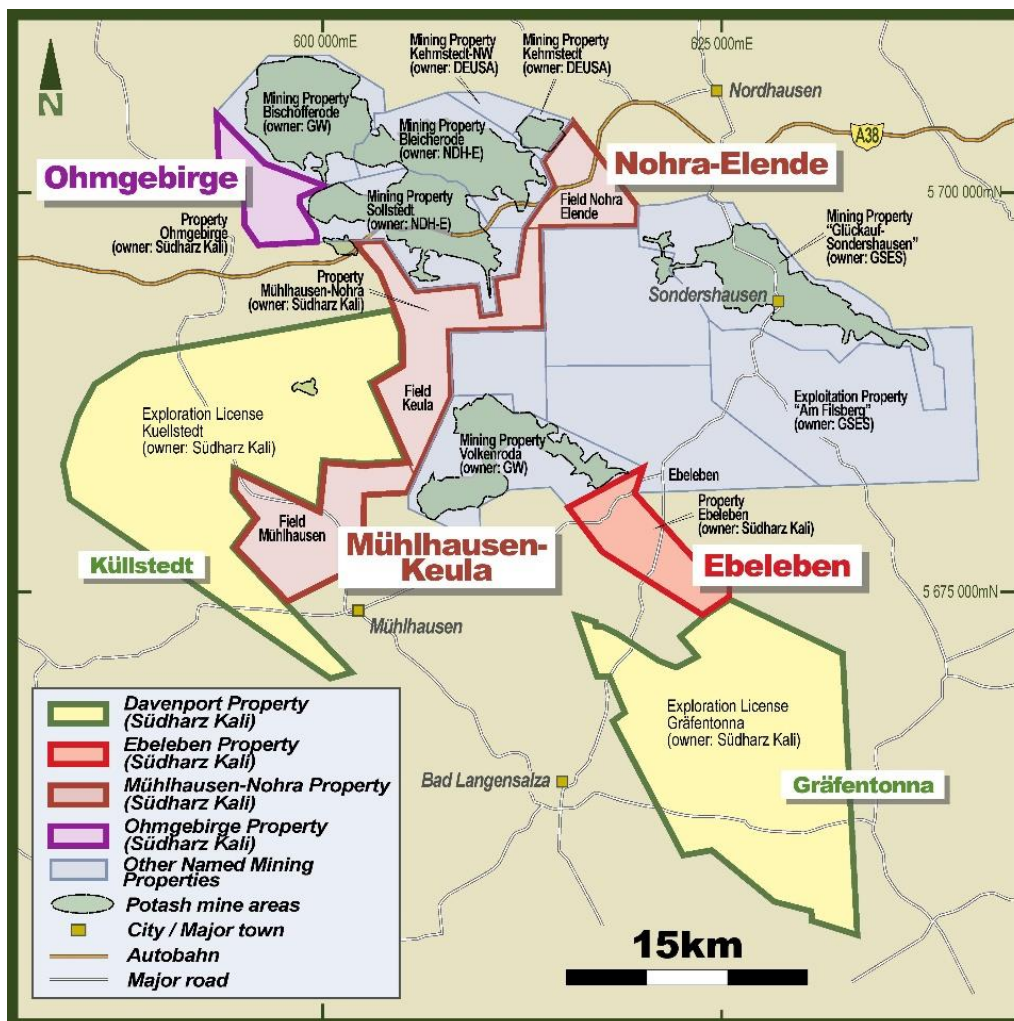 600 000mE
625 000mE
Mining Property
Kehmstedt-NW
(owner: DEUSA)
Mining Property
Kehmstedt
(owner: DEUSA)
N
Nordhausen
A38
Mining Property
Bischofferode
(owner: GW)
Mining Property
Bleicherode
(owner: NDH-E)
Ohmgebirge
Nohra-Elende
Mining Property
Sollstedt
(owner: NDH-E)
Field Nohra
Elende
5 700 000mN
Property
Ohmgebirge
(owner: Südharz Kali)
Mining Property
"Glückauf-
Sondershausen"
(owner: GSES)
Property
Mühlhausen-Nohra
(owner: Südharz Kali)
Sondershausen
Field
Keula
Exploration License
Kuellstedt
(owner: Südharz Kali)
Exploitation Property
"Am Filsberg"
(owner: GSES)
Mining Property
Volkenroda
(owner: GW)
Ebeleben
Property
Ebeleben
(owner: Südharz Kali)
Field
Mühlhausen
Mühlhausen-
Keula
Küllstedt
Ebeleben
5 675 000mN
Mühlhausen
Exploration License
Gräfentonna
(owner: Südharz Kali)
Bad Langensalza
Gräfentonna
Davenport Property
(Südharz Kali)
Ebeleben Property
(Südharz Kali)
Mühlhausen-Nohra Property
(Südharz Kali)
Ohmgebirge Property
(Südharz Kali)
Other Named Mining
Properties
Potash mine areas
City / Major town
Autobahn
Major road
15km